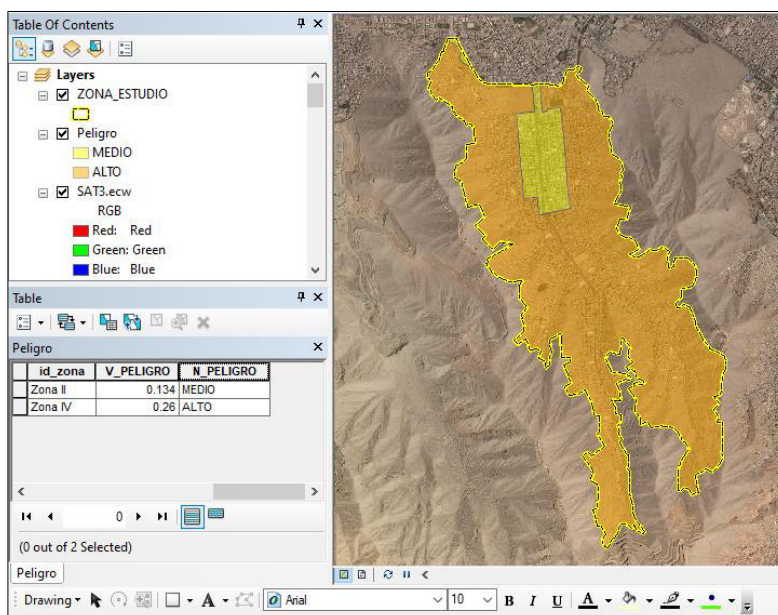 Table Of Contents
Layers
ZONA_ESTUDIO
Peligro
MEDIO
ALTO
SAT3.ecw
RGB
Red: Red
Green: Green
Blue: Blue
Table
Peligro
id_zona V_PELIGRO N_PELIGRO
Zona II 0.134 MEDIO
Zona IV 0.26 ALTO
0
(0 out of 2 Selected)
Peligro
Drawing A Arial 10 B I U A